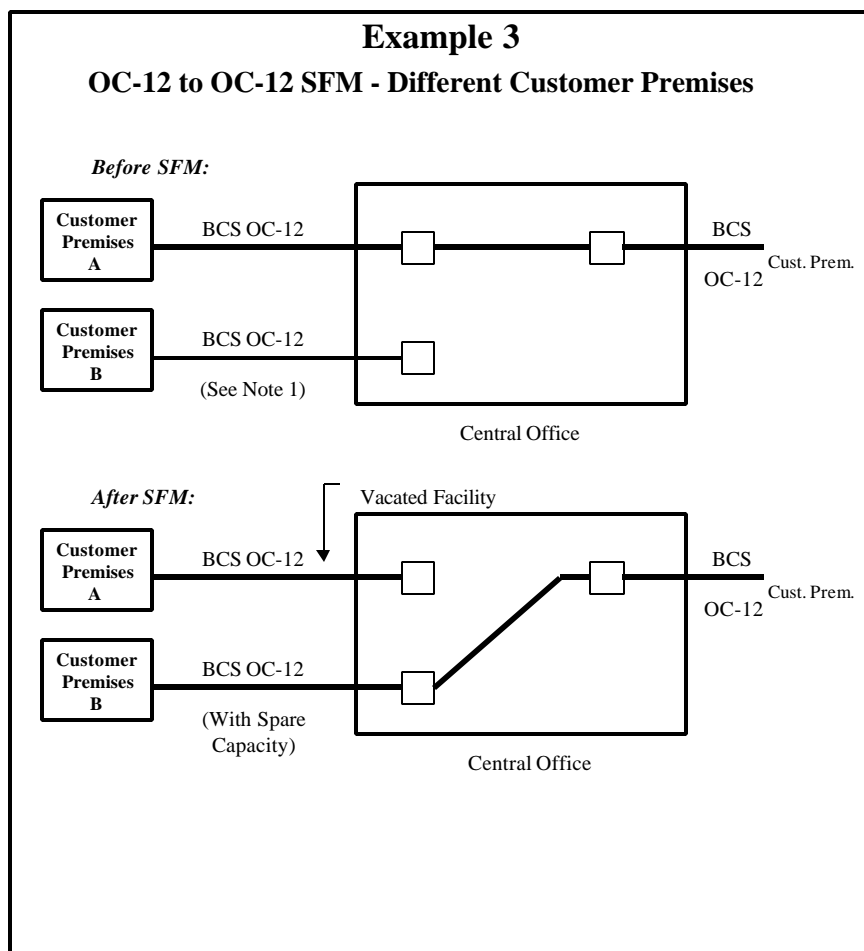 Example 3
OC-12 to OC-12 SFM - Different Customer Premises
Before SFM:
Customer
Premises
A
BCS OC-12
BCS
OC-12
Cust. Prem.
Customer
Premises
B
BCS OC-12
(See Note 1)
Central Office
After SFM:
Vacated Facility
Customer
Premises
A
BCS OC-12
BCS
OC-12
Cust. Prem.
Customer
Premises
B
BCS OC-12
(With Spare
Capacity)
Central Office